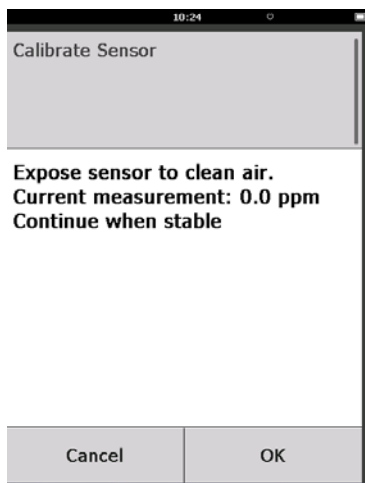 10:24
Calibrate Sensor
Expose sensor to clean air.
Current measurement: 0.0 ppm
Continue when stable
Cancel
OK